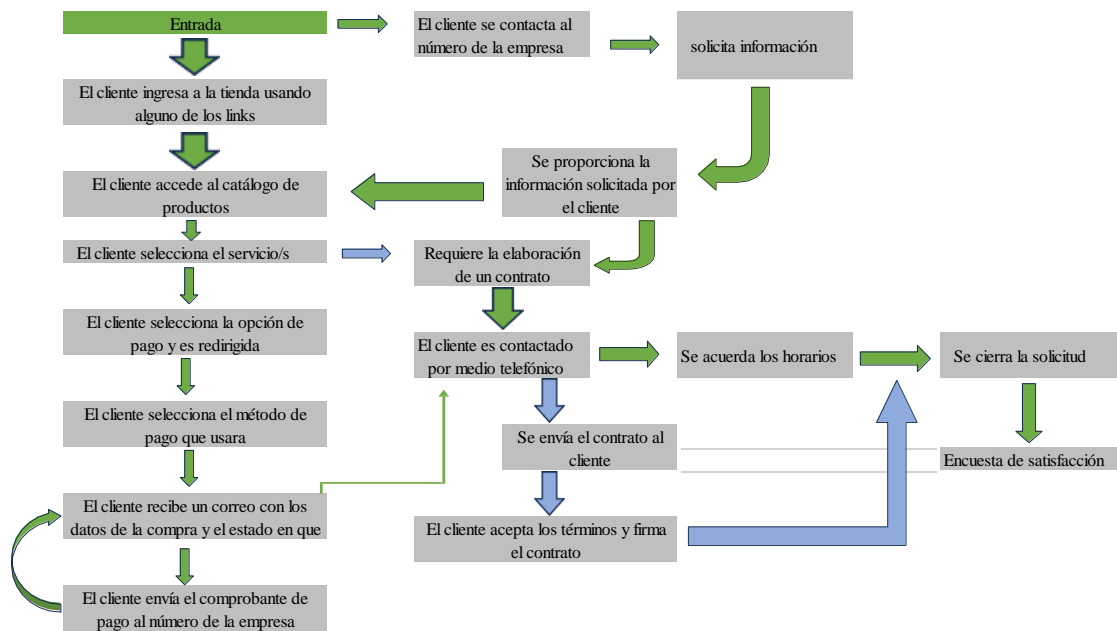 Entrada
El cliente se contacta al
número de la empresa
solicita información
El cliente ingresa a la tienda usando
alguno de los links
Se proporciona la
información solicitada por
el cliente
El cliente accede al catálogo de
productos
El cliente selecciona el servicio/s
Requiere la elaboración
de un contrato
El cliente selecciona la opción de
pago y es redirigida
El cliente es contactado
por medio telefónico
Se acuerda los horarios
Se cierra la solicitud
El cliente selecciona el método de
pago que usara
Se envía el contrato al
cliente
Encuesta de satisfacción
El cliente recibe un correo con los
datos de la compra y el estado en que
El cliente acepta los términos y firma
el contrato
El cliente envía el comprobante de
pago al número de la empresa